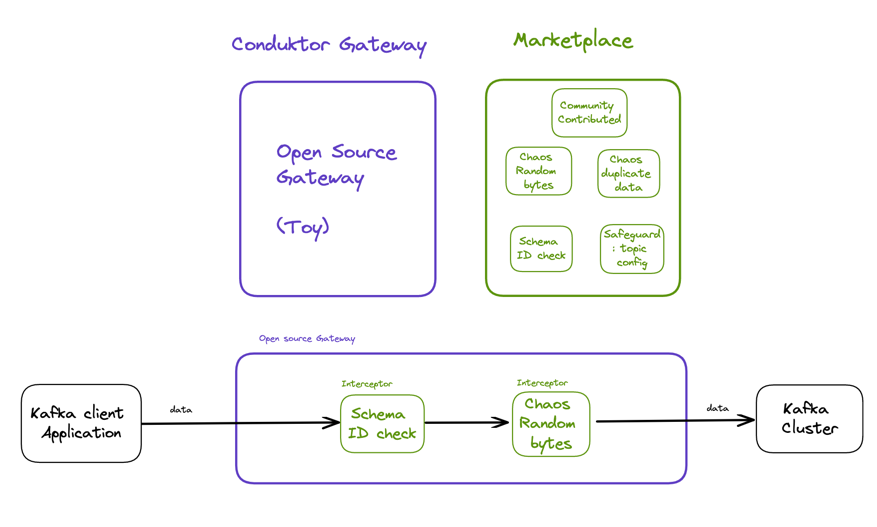 Conduktor Gateway
Marketplace
Open Source
Gateway
(Toy)
Community
Contributed
Chaos
Random
bytes
Chaos
duplicate
data
Schema
ID check
Safeguard
: topic
config
Open source Gateway
Kafka client
Application
data
Interceptor
Schema
ID check
Interceptor
Chaos
Random
bytes
data
Kafka
Cluster